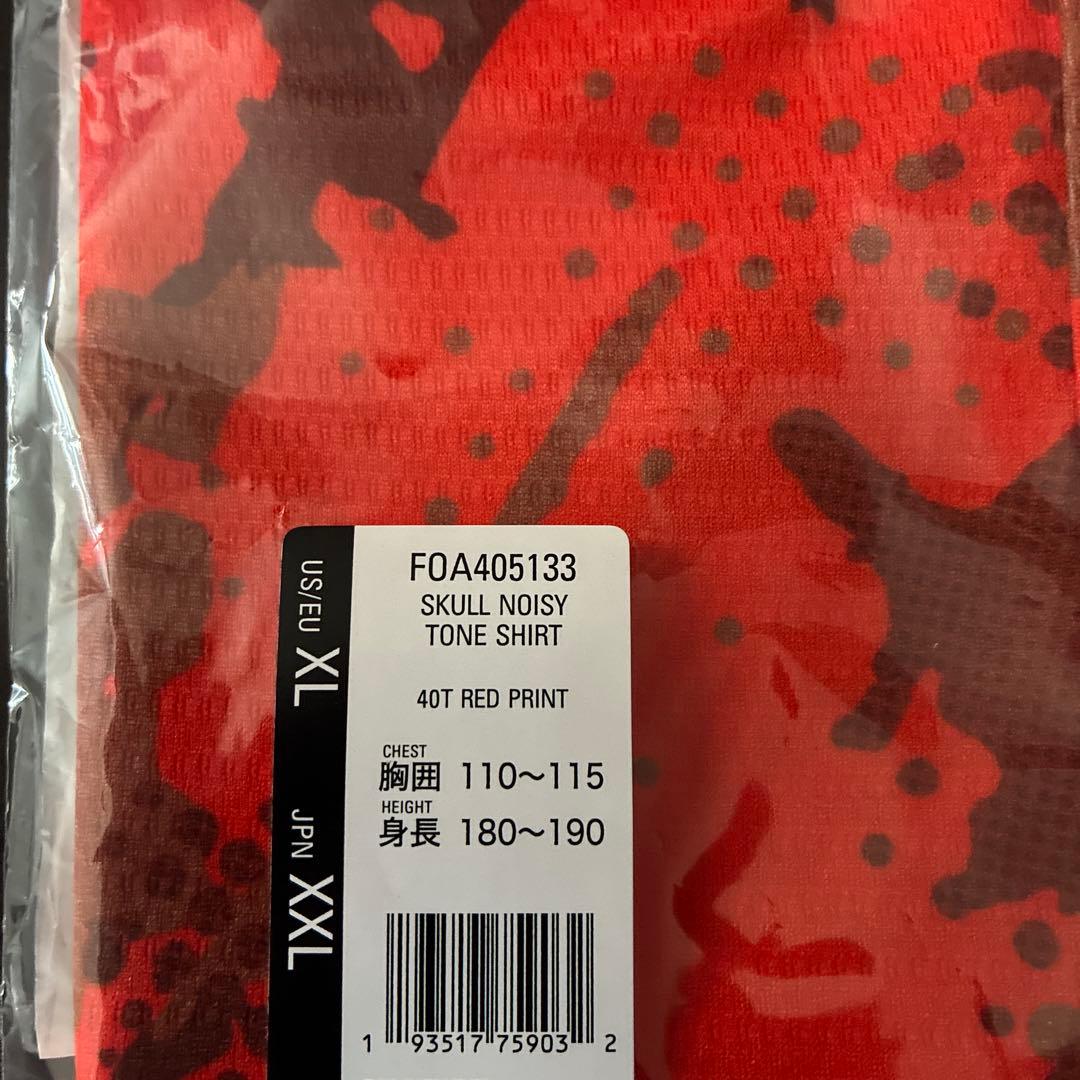 US/EU XL
JPN XXL
FOA405133
SKULL NOISY
TONE SHIRT
40T RED PRINT
CHEST
胸囲 110〜115
HEIGHT
身長 180〜190
1 93517 75903 2